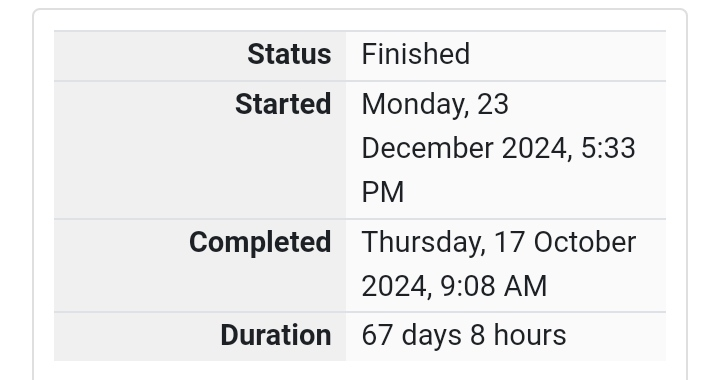 Status Finished
Started Monday, 23
December 2024, 5:33
PM
Completed Thursday, 17 October
2024, 9:08 AM
Duration 67 days 8 hours